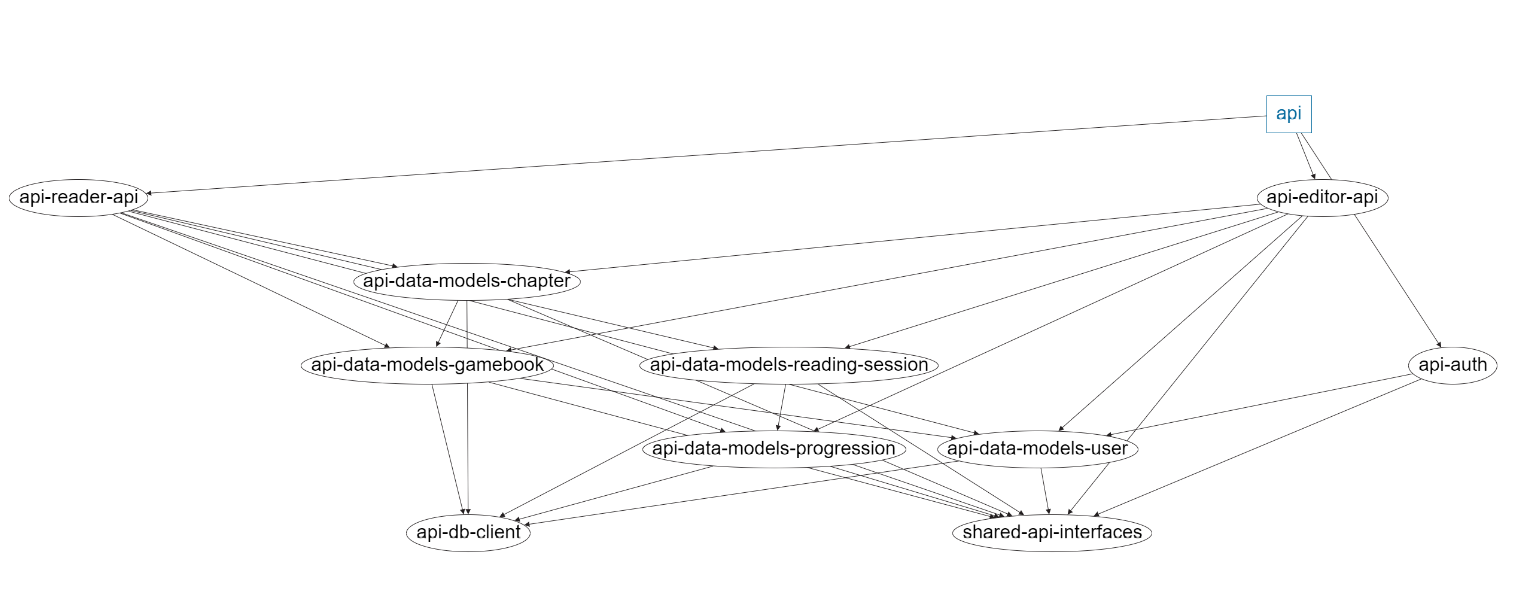 api
api-reader-api
api-editor-api
api-data-models-chapter
api-data-models-gamebook
api-data-models-reading-session
api-auth
api-data-models-progression
api-data-models-user
api-db-client
shared-api-interfaces